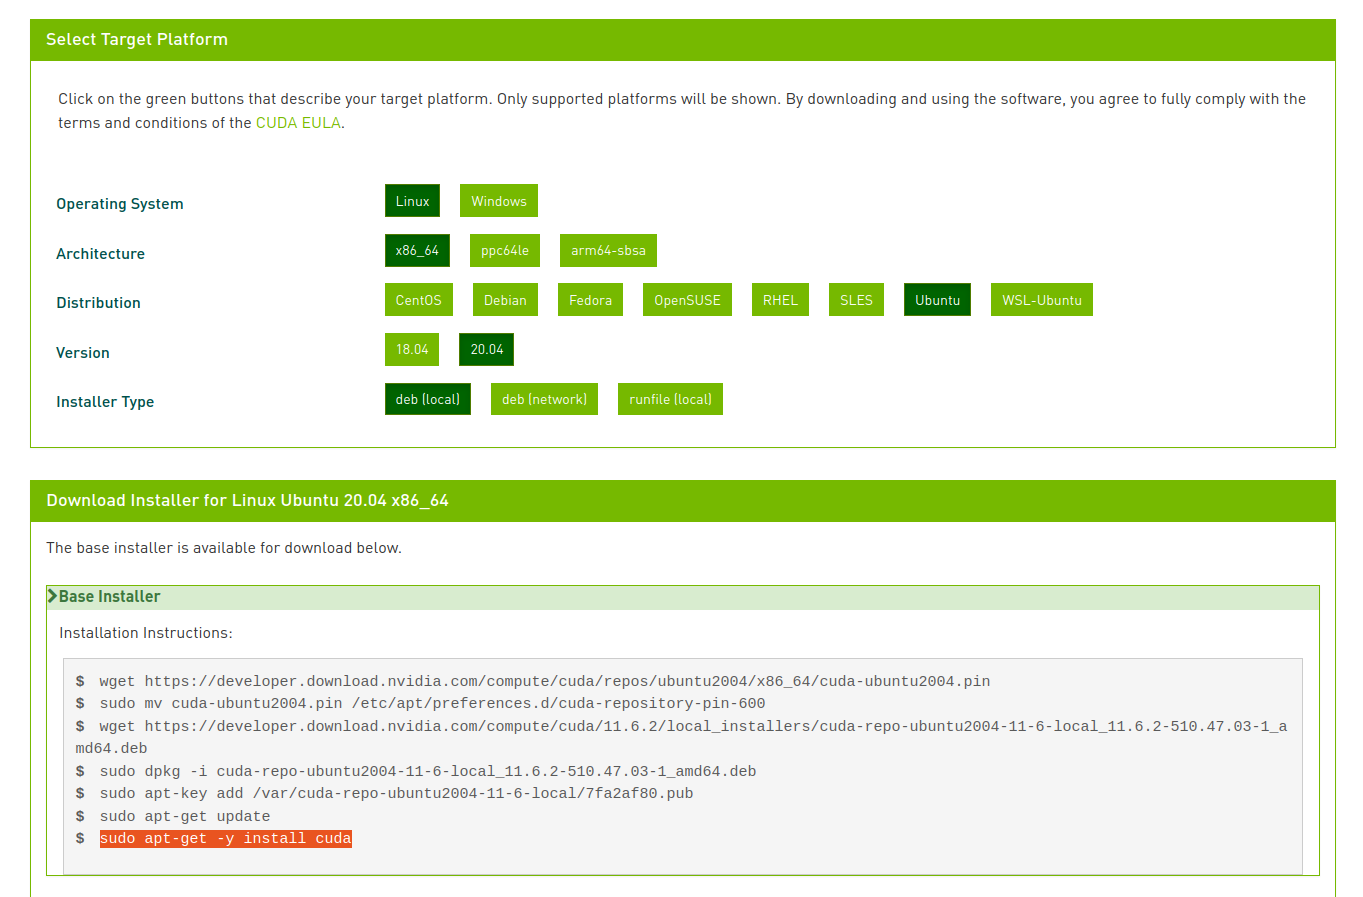 Select Target Platform
Click on the green buttons that describe your target platform. Only supported platforms will be shown. By downloading and using the software, you agree to fully comply with the
terms and conditions of the CUDA EULA.
Operating System Linux Windows
Architecture x86_64 ppc64le arm64-sbsa
Distribution CentOS Debian Fedora OpenSUSE RHEL SLES Ubuntu WSL-Ubuntu
Version 18.04 20.04
Installer Type deb (local) deb (network) runfile (local)
Download Installer for Linux Ubuntu 20.04 x86_64
The base installer is available for download below.
Base Installer
Installation Instructions:
$ wget https://developer.download.nvidia.com/compute/cuda/repos/ubuntu2004/x86_64/cuda-ubuntu2004.pin
$ sudo mv cuda-ubuntu2004.pin /etc/apt/preferences.d/cuda-repository-pin-600
$ wget https://developer.download.nvidia.com/compute/cuda/11.6.2/local_installers/cuda-repo-ubuntu2004-11-6-local_11.6.2-510.47.03-1_a
md64.deb
$ sudo dpkg -i cuda-repo-ubuntu2004-11-6-local_11.6.2-510.47.03-1_amd64.deb
$ sudo apt-key add /var/cuda-repo-ubuntu2004-11-6-local/7fa2af80.pub
$ sudo apt-get update
$ sudo apt-get -y install cuda